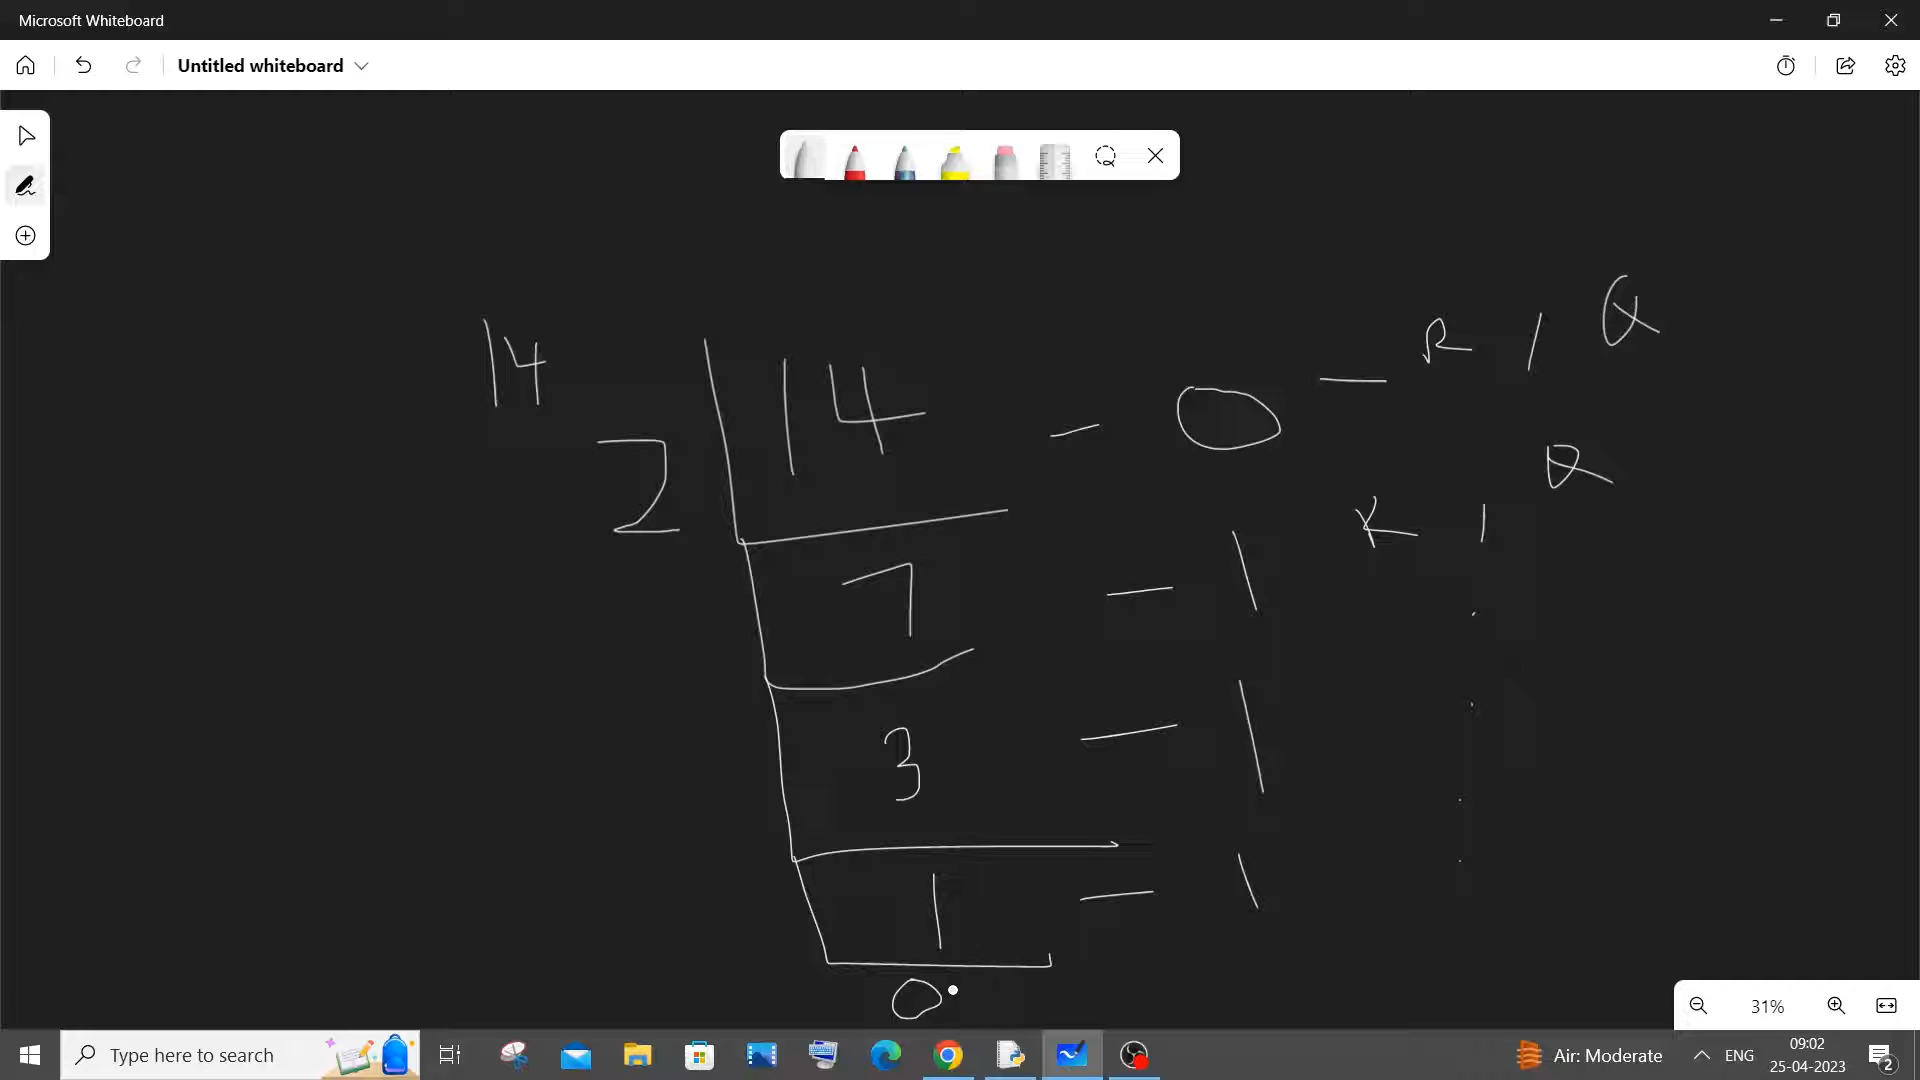 Microsoft Whiteboard
Untitled whiteboard
14
2 14 - 0 - R , Q
7 - 1 R , Q
3 - 1
1 - 1
0
31%
Type here to search
Air: Moderate
ENG
09:02
25-04-2023
2